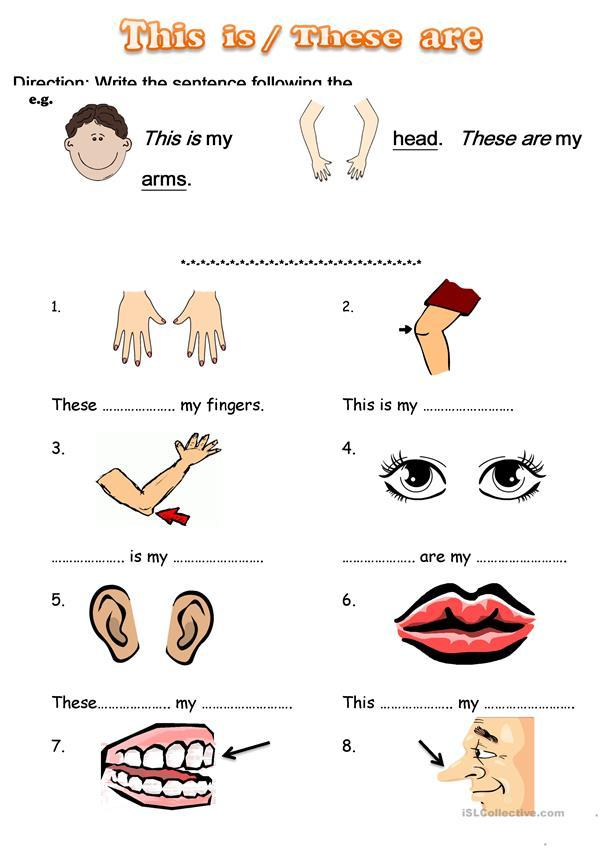 This is / These are
Direction: Write the sentence following the
e.g.
This is my
head. These are my
arms.
*-*-*-*-*-*-*-*-*-*-*-*-*-*-*-*-*-*-*-*-*-*-*-*-*
1.
2.
These ……………….. my fingers.
This is my …………………….
3.
4.
……………….. is my …………………….
……………….. are my …………………….
5.
6.
These……………….. my …………………….
This ……………….. my …………………….
7.
8.
iSLCollective.com